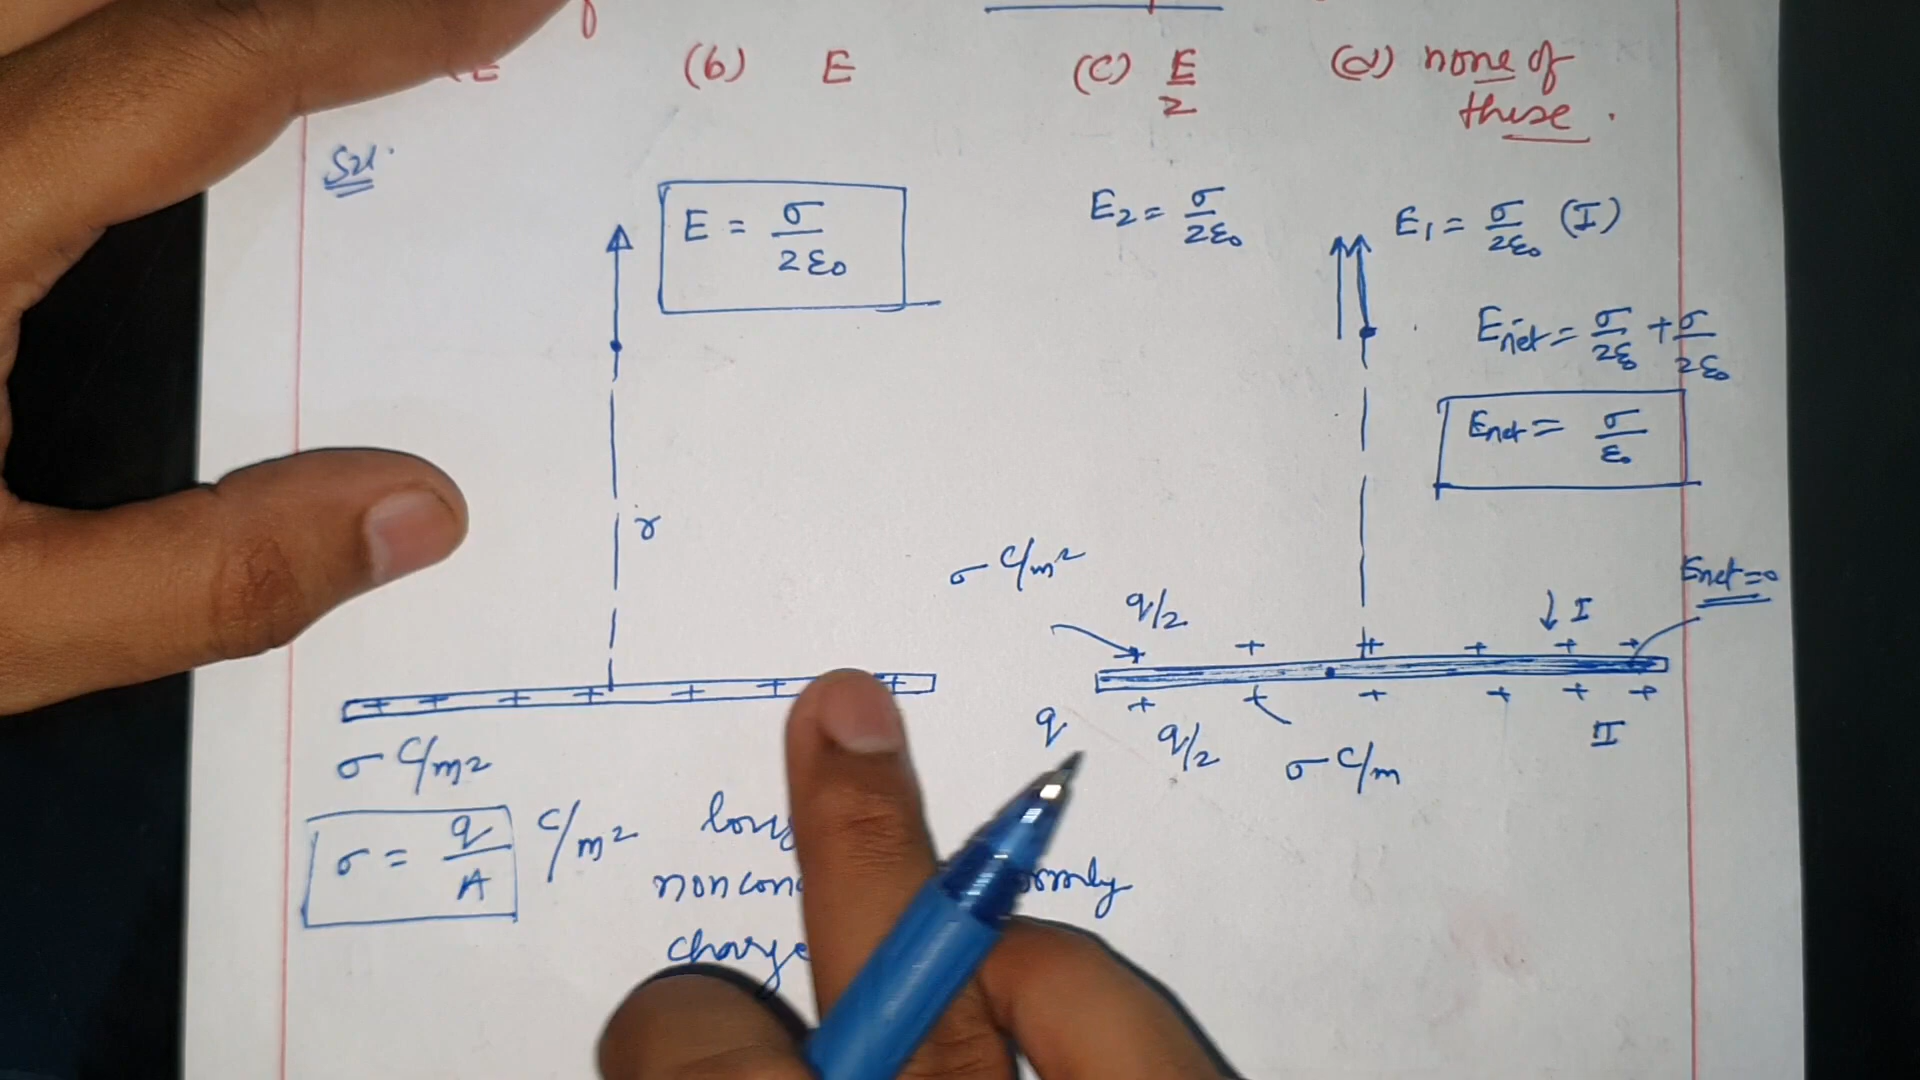 (b) E (c) E/2 (d) none of these.
Sol.
E = σ/2ε₀
E₂ = σ/2ε₀
E₁ = σ/2ε₀ (I)
Enet = σ/2ε₀ + σ/2ε₀
Enet = σ/ε₀
r
σ C/m²
Enet = 0
q/2
I
+ + + + + +
+ + + + + + + +
+ + + + + +
q
q/2
σ C/m
II
σ C/m²
σ = q/A C/m²